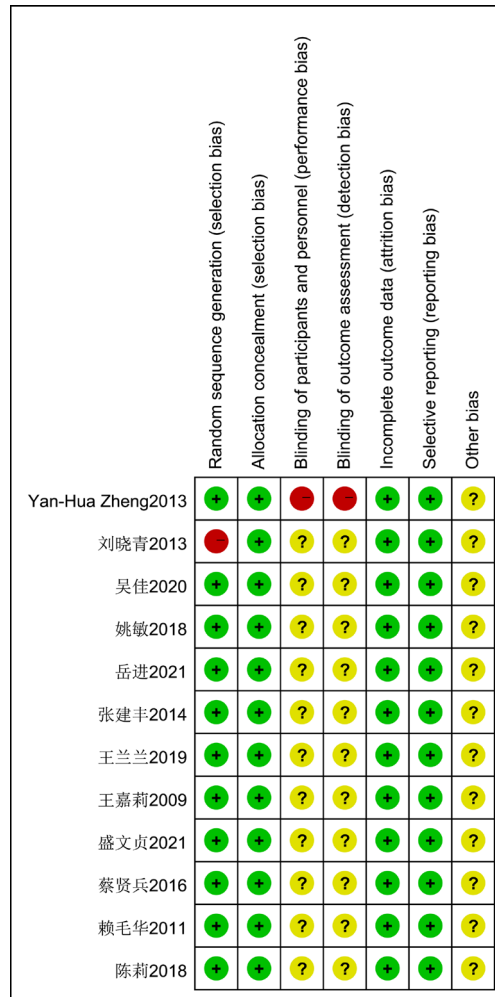 Random sequence generation (selection bias)
Allocation concealment (selection bias)
Blinding of participants and personnel (performance bias)
Blinding of outcome assessment (detection bias)
Incomplete outcome data (attrition bias)
Selective reporting (reporting bias)
Other bias
Yan-Hua Zheng2013 + + - - + + ?
刘晓青2013 - + ? ? + + ?
吴佳2020 + + ? ? + + ?
姚敏2018 + + ? ? + + ?
岳进2021 + + ? ? + + ?
张建丰2014 + + ? ? + + ?
王兰兰2019 + + ? ? + + ?
王嘉莉2009 + + ? ? + + ?
盛文贞2021 + + ? ? + + ?
蔡贤兵2016 + + ? ? + + ?
赖毛华2011 + + ? ? + + ?
陈莉2018 + + ? ? + + ?